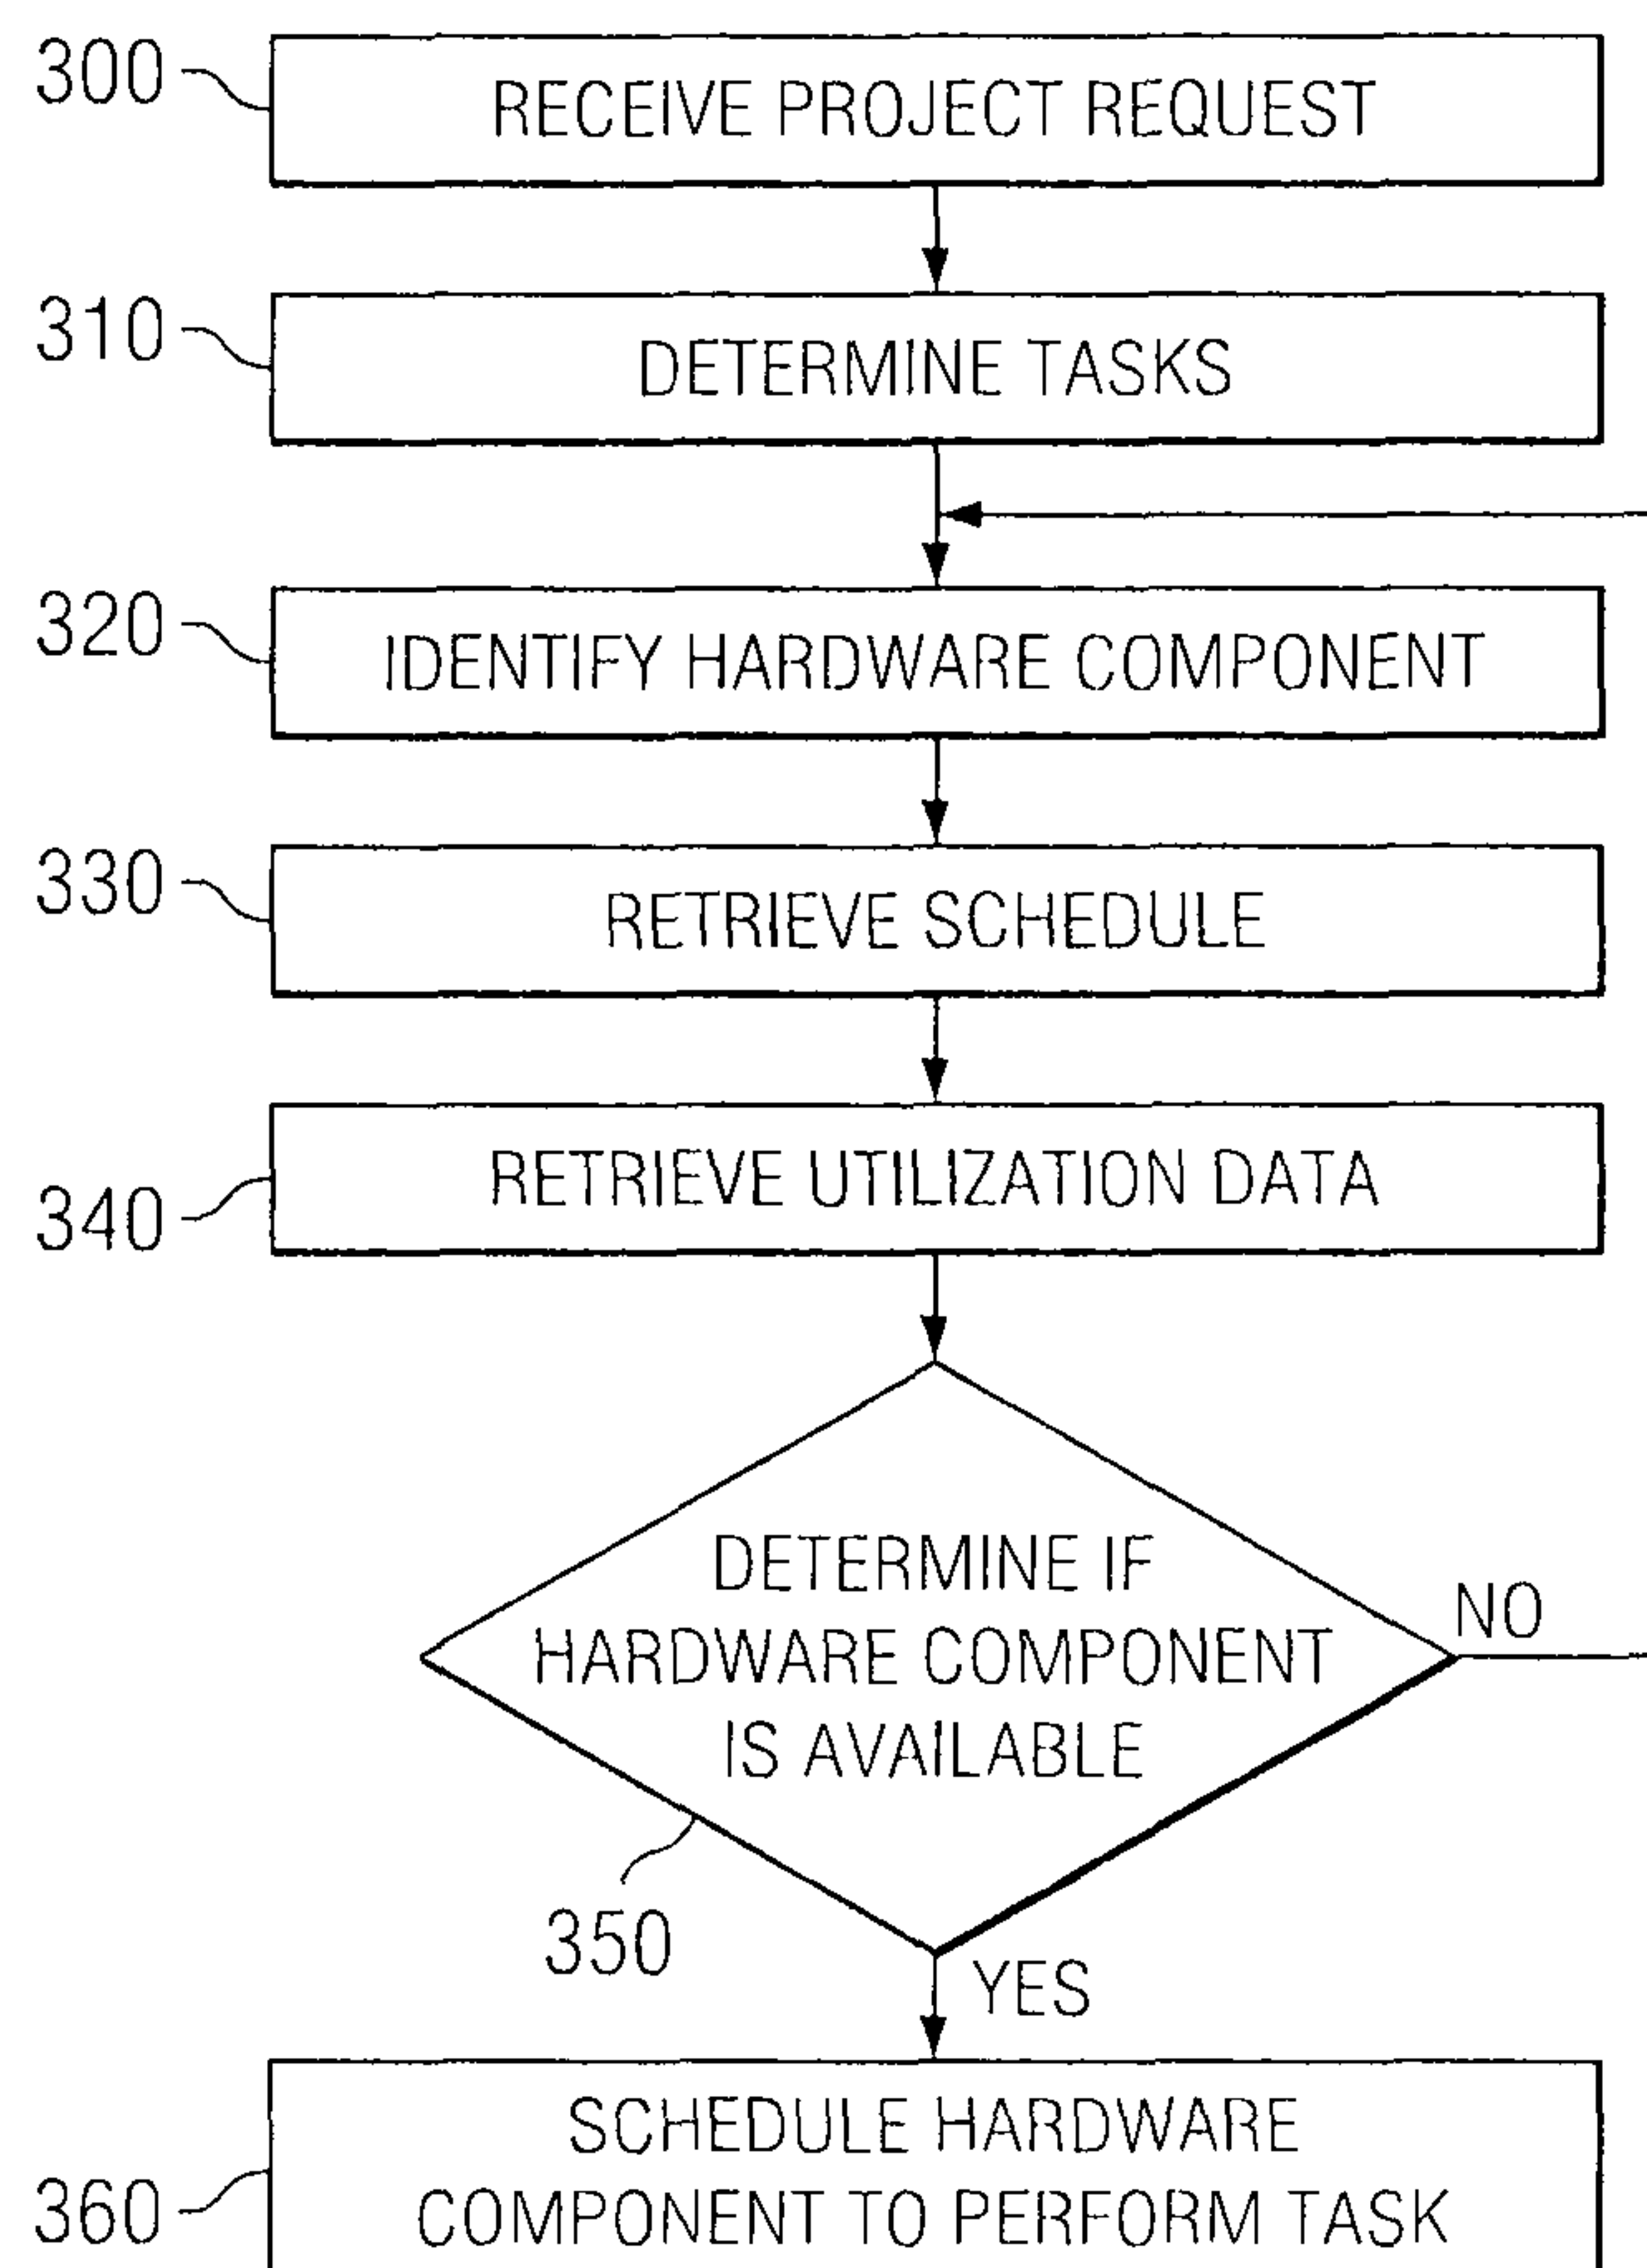 300
RECEIVE PROJECT REQUEST
310
DETERMINE TASKS
320
IDENTIFY HARDWARE COMPONENT
330
RETRIEVE SCHEDULE
340
RETRIEVE UTILIZATION DATA
DETERMINE IF
HARDWARE COMPONENT
IS AVAILABLE
NO
350
YES
360
SCHEDULE HARDWARE
COMPONENT TO PERFORM TASK